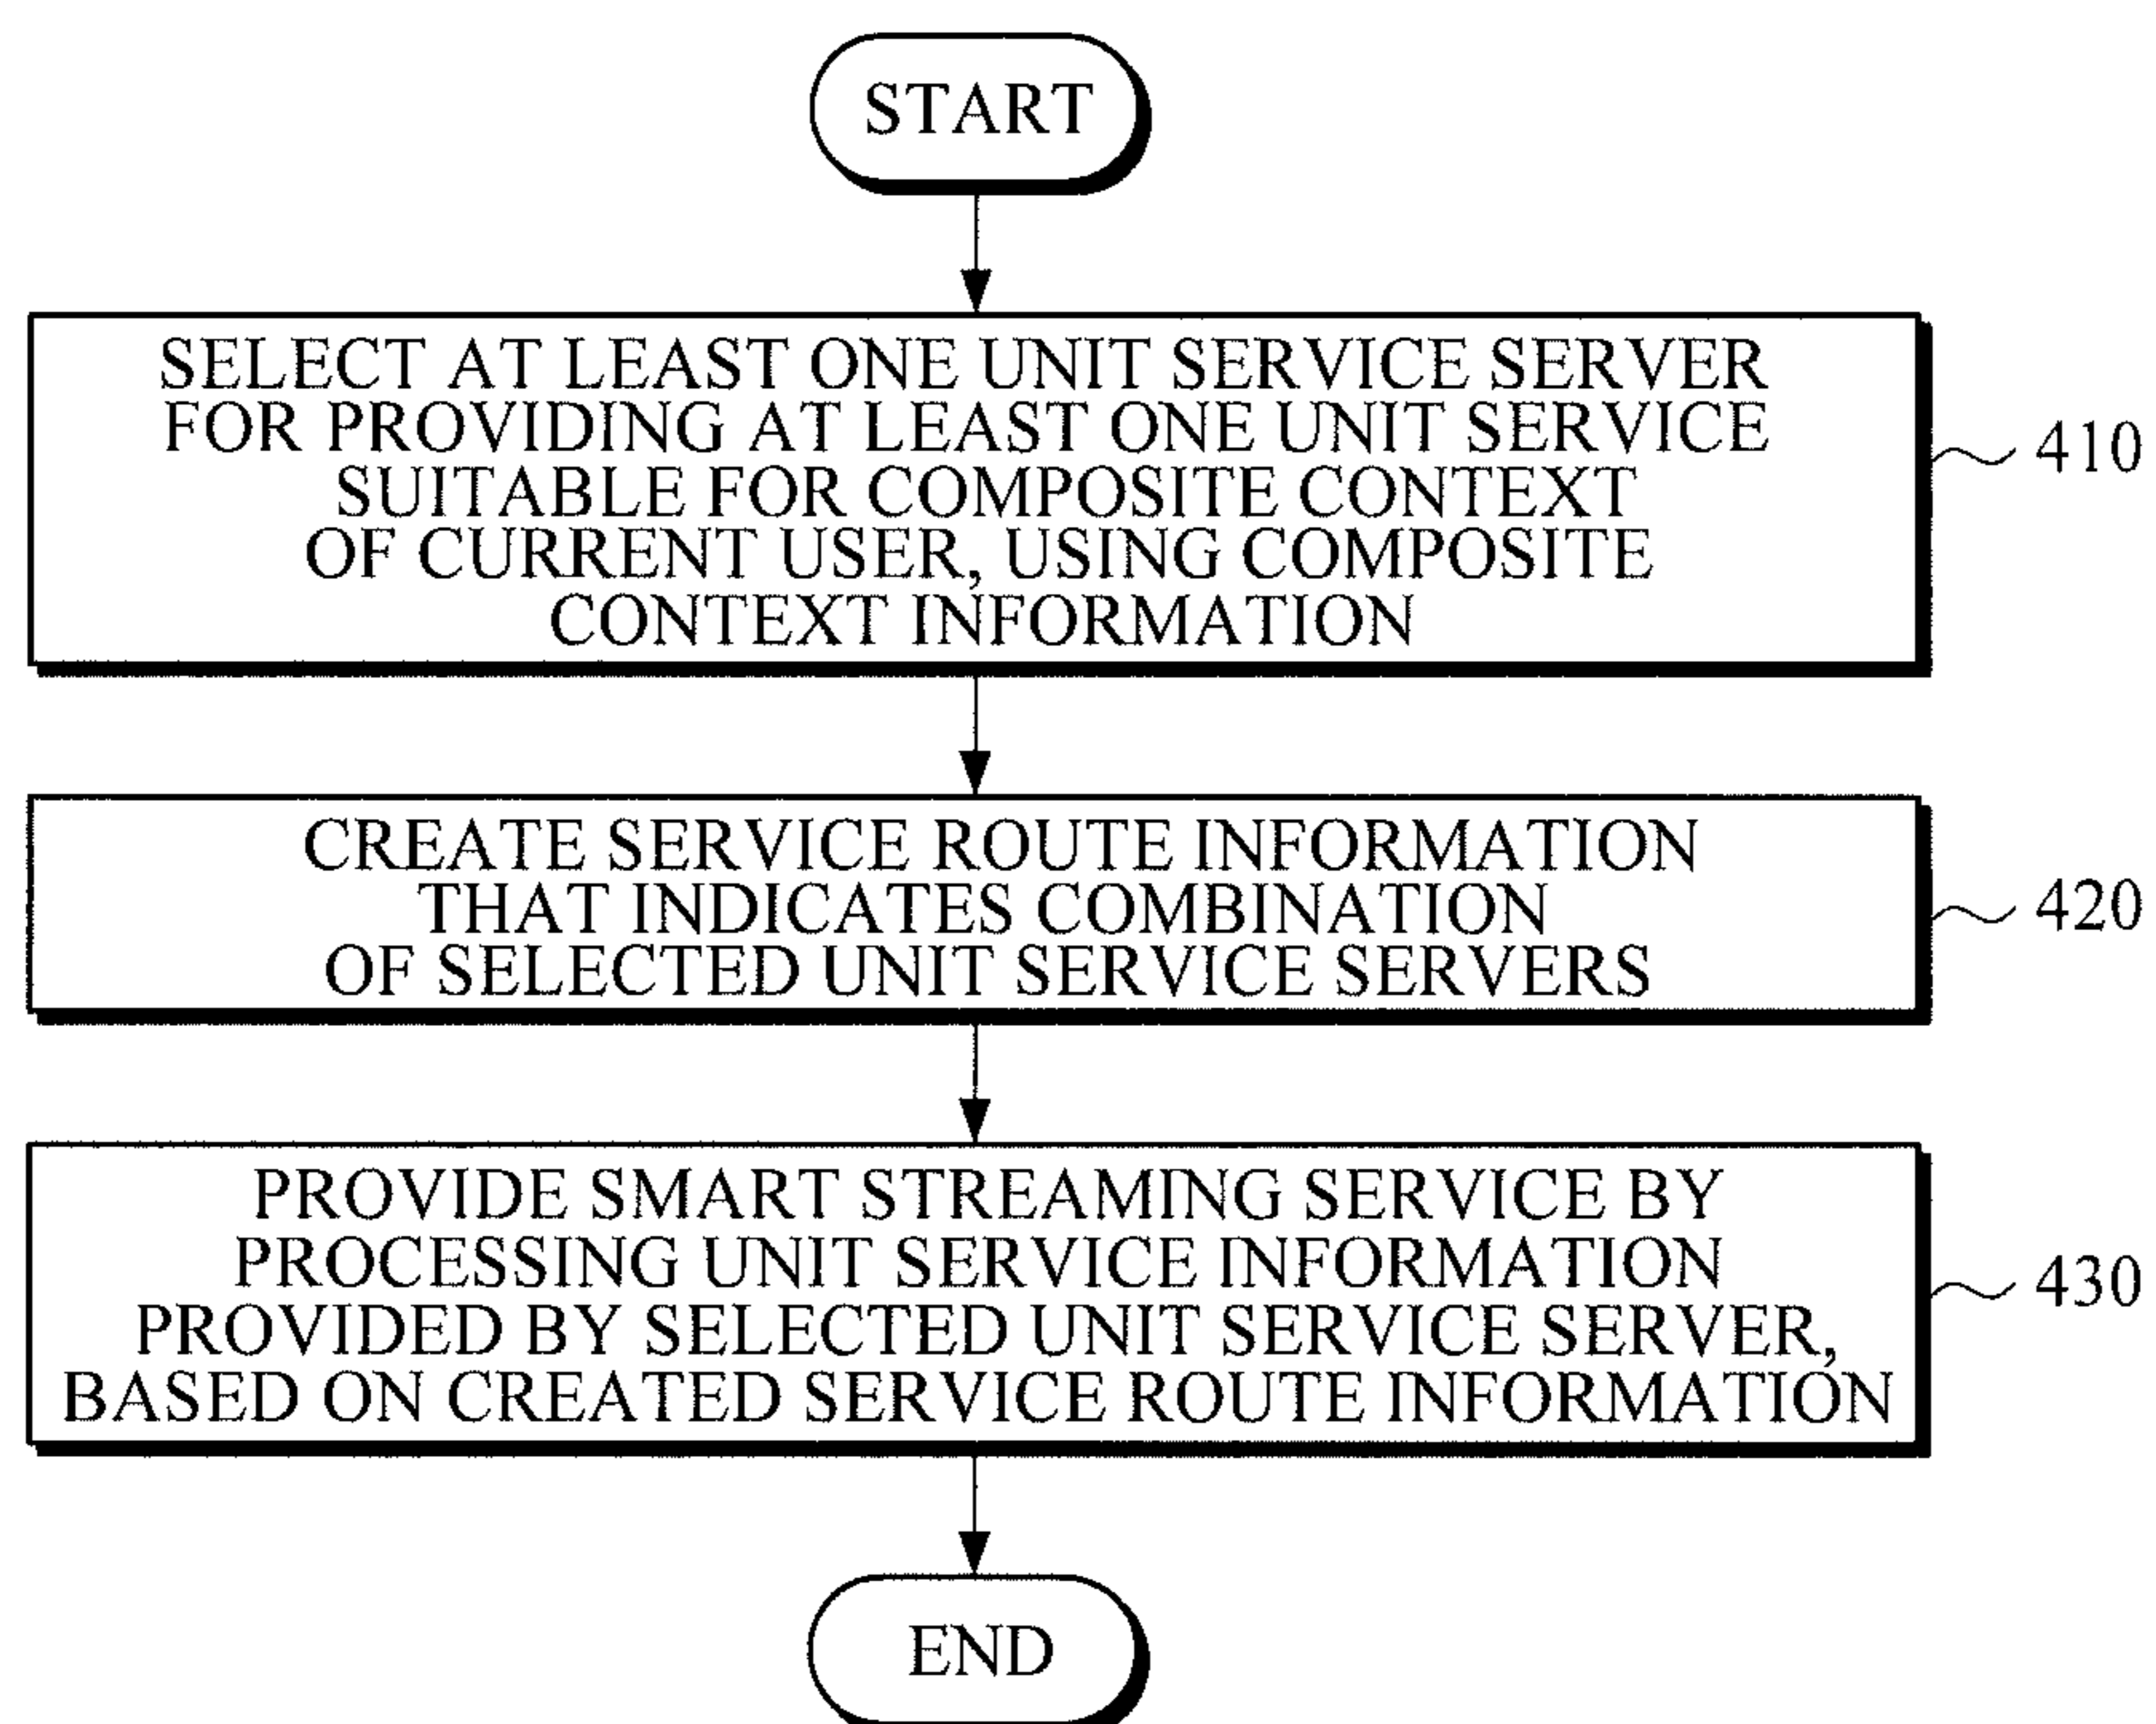 START
SELECT AT LEAST ONE UNIT SERVICE SERVER
FOR PROVIDING AT LEAST ONE UNIT SERVICE
SUITABLE FOR COMPOSITE CONTEXT
OF CURRENT USER, USING COMPOSITE
CONTEXT INFORMATION
410
CREATE SERVICE ROUTE INFORMATION
THAT INDICATES COMBINATION
OF SELECTED UNIT SERVICE SERVERS
420
PROVIDE SMART STREAMING SERVICE BY
PROCESSING UNIT SERVICE INFORMATION
PROVIDED BY SELECTED UNIT SERVICE SERVER,
BASED ON CREATED SERVICE ROUTE INFORMATION
430
END